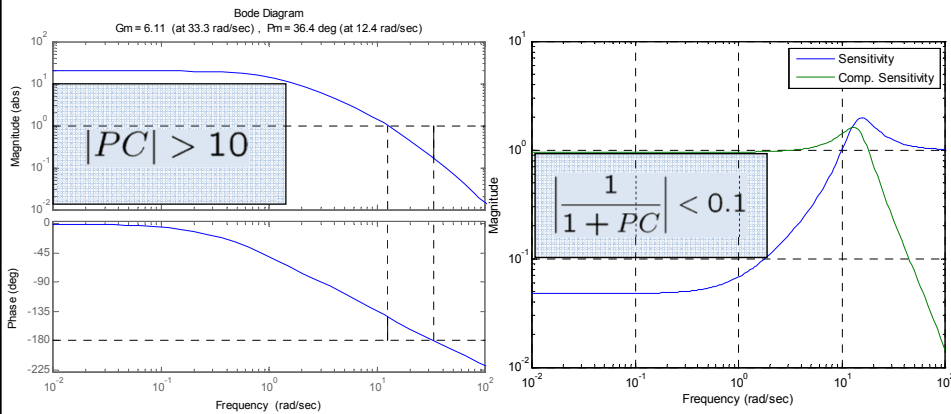 Bode Diagram
Gm = 6.11 (at 33.3 rad/sec) , Pm = 36.4 deg (at 12.4 rad/sec)
Magnitude (abs)
10^2
10^1
10^0
10^-1
10^-2
|PC| > 10
Phase (deg)
0
-45
-90
-135
-180
-225
10^-2 10^-1 10^0 10^1 10^2
Frequency (rad/sec)
Magnitude
10^1
10^0
10^-1
10^-2
Sensitivity
Comp. Sensitivity
|1/(1 + PC)| < 0.1
10^-2 10^-1 10^0 10^1
Frequency (rad/sec)